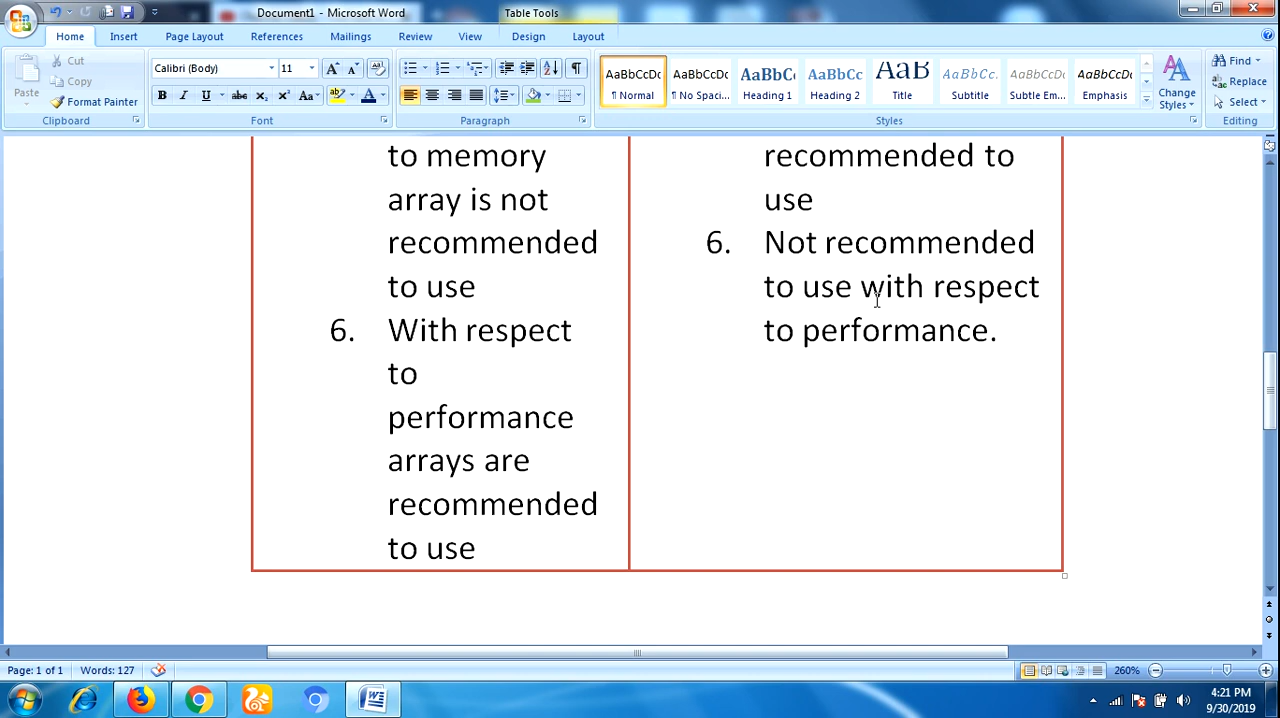 Document1 - Microsoft Word
Table Tools
Home
Insert
Page Layout
References
Mailings
Review
View
Design
Layout
Paste
Cut
Copy
Format Painter
Clipboard
Calibri (Body)
11
Font
Paragraph
AaBbCcDc
¶ Normal
AaBbCcDc
¶ No Spaci...
AaBbC
Heading 1
AaBbCc
Heading 2
AaB
Title
AaBbCc.
Subtitle
AaBbCcDc
Subtle Em...
AaBbCcDc
Emphasis
Change
Styles
Styles
Find
Replace
Select
Editing
to memory
array is not
recommended
to use
6. With respect
to
performance
arrays are
recommended
to use
recommended to
use
6. Not recommended
to use with respect
to performance.
Page: 1 of 1
Words: 127
260%
4:21 PM
9/30/2019